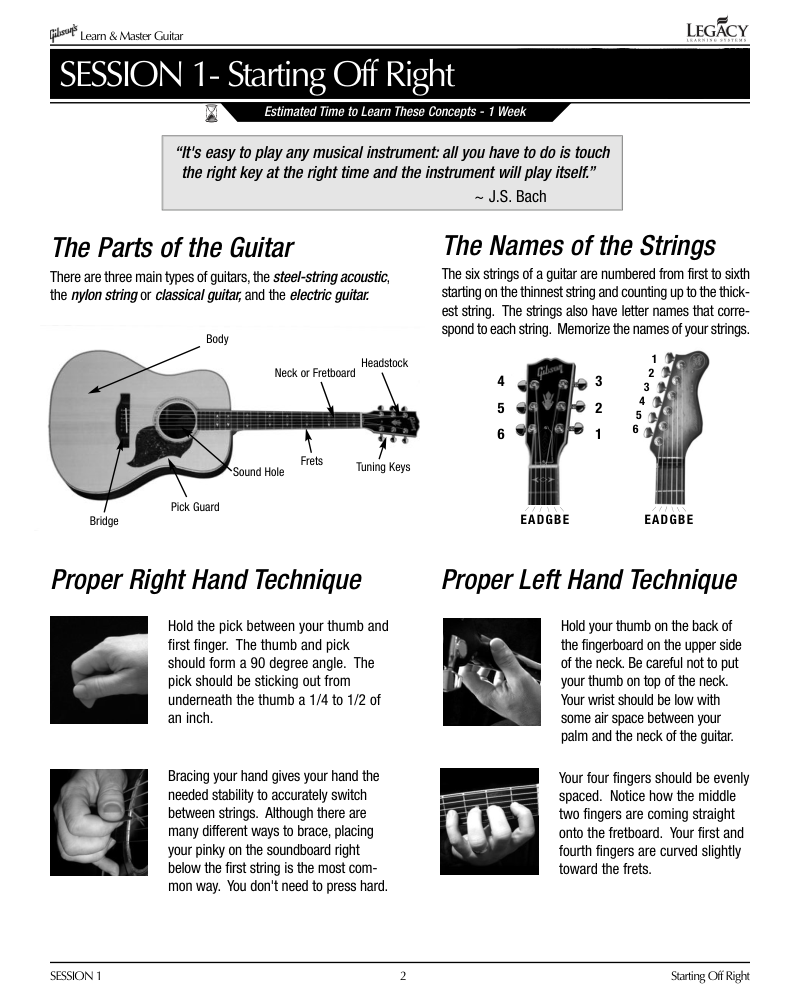 Gibson's Learn & Master Guitar
LEGACY
LEARNING SYSTEMS
SESSION 1- Starting Off Right
Estimated Time to Learn These Concepts - 1 Week
“It's easy to play any musical instrument: all you have to do is touch
the right key at the right time and the instrument will play itself.”
~ J.S. Bach
The Parts of the Guitar
There are three main types of guitars, the steel-string acoustic,
the nylon string or classical guitar, and the electric guitar.
Body
Neck or Fretboard
Headstock
Sound Hole
Frets
Tuning Keys
Pick Guard
Bridge
The Names of the Strings
The six strings of a guitar are numbered from first to sixth
starting on the thinnest string and counting up to the thick-
est string. The strings also have letter names that corre-
spond to each string. Memorize the names of your strings.
Gibson
4 3
5 2
6 1
EADGBE
1
2
3
4
5
6
EADGBE
Proper Right Hand Technique
Hold the pick between your thumb and
first finger. The thumb and pick
should form a 90 degree angle. The
pick should be sticking out from
underneath the thumb a 1/4 to 1/2 of
an inch.
Bracing your hand gives your hand the
needed stability to accurately switch
between strings. Although there are
many different ways to brace, placing
your pinky on the soundboard right
below the first string is the most com-
mon way. You don't need to press hard.
Proper Left Hand Technique
Hold your thumb on the back of
the fingerboard on the upper side
of the neck. Be careful not to put
your thumb on top of the neck.
Your wrist should be low with
some air space between your
palm and the neck of the guitar.
Your four fingers should be evenly
spaced. Notice how the middle
two fingers are coming straight
onto the fretboard. Your first and
fourth fingers are curved slightly
toward the frets.
SESSION 1
2
Starting Off Right